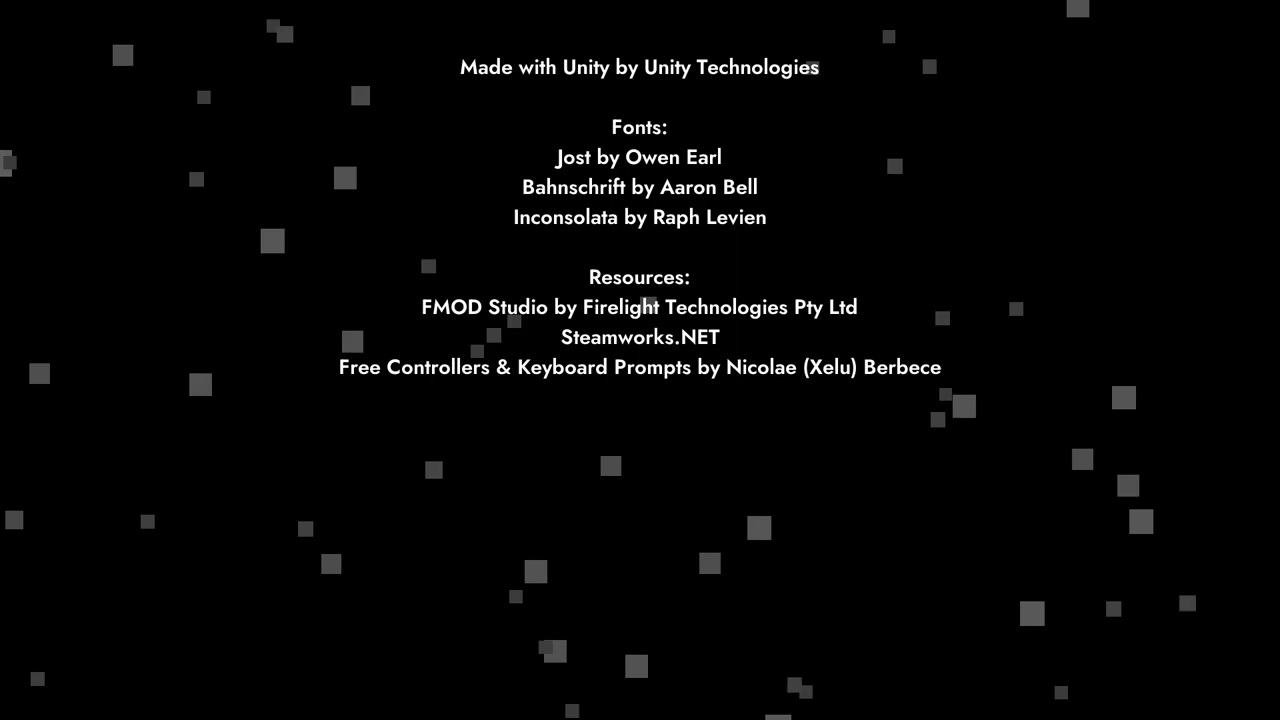 Made with Unity by Unity Technologies
Fonts:
Jost by Owen Earl
Bahnschrift by Aaron Bell
Inconsolata by Raph Levien
Resources:
FMOD Studio by Firelight Technologies Pty Ltd
Steamworks.NET
Free Controllers & Keyboard Prompts by Nicolae (Xelu) Berbece